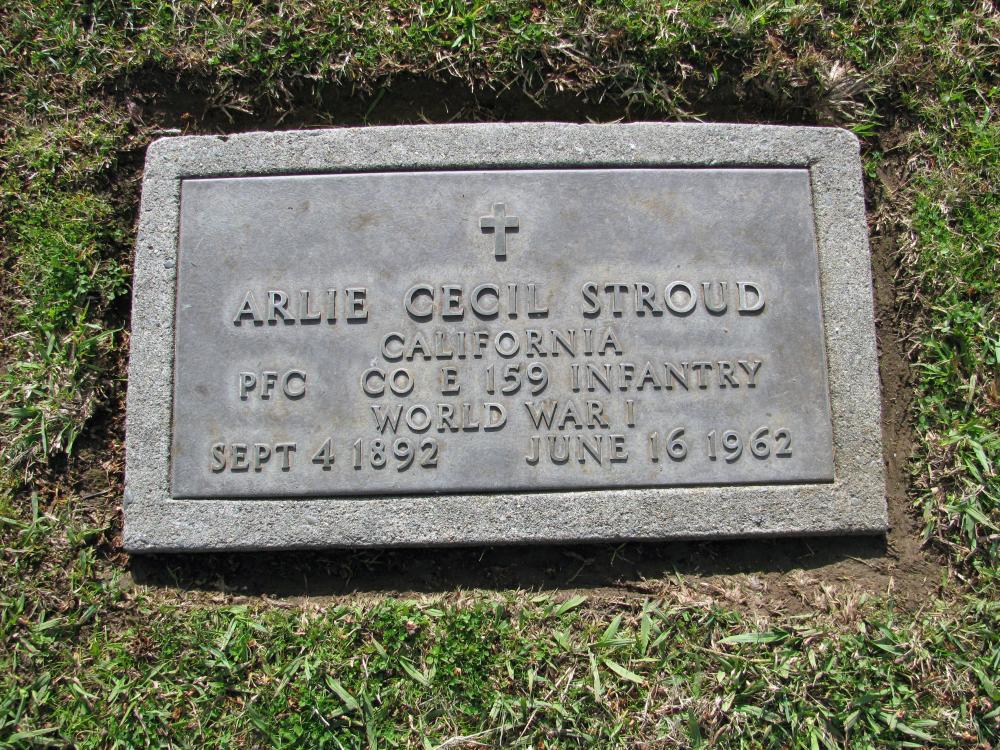 ARLIE CECIL STROUD
CALIFORNIA
PFC CO E 159 INFANTRY
WORLD WAR I
SEPT 4 1892 JUNE 16 1962